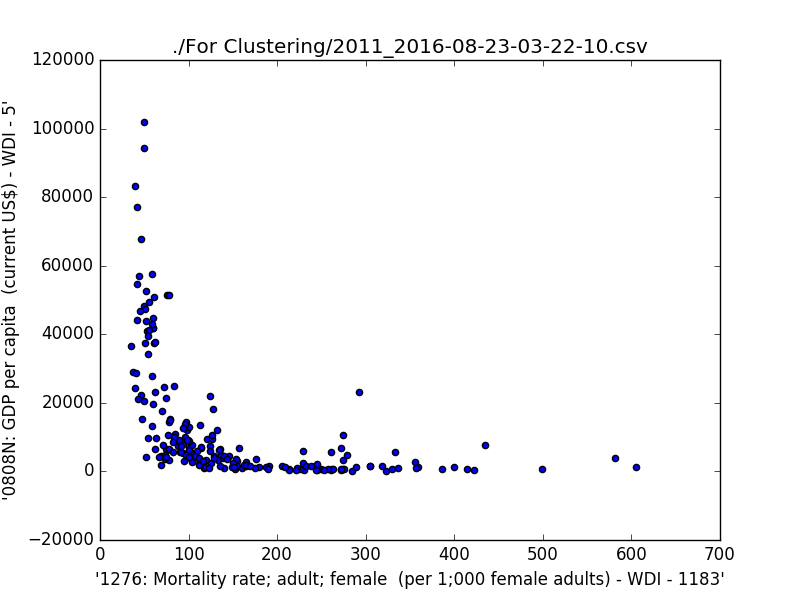 ./For Clustering/2011_2016-08-23-03-22-10.csv
120000
100000
80000
60000
40000
20000
0
−20000
'0808N: GDP per capita  (current US$) - WDI - 5'
0 100 200 300 400 500 600 700
'1276: Mortality rate; adult; female  (per 1;000 female adults) - WDI - 1183'